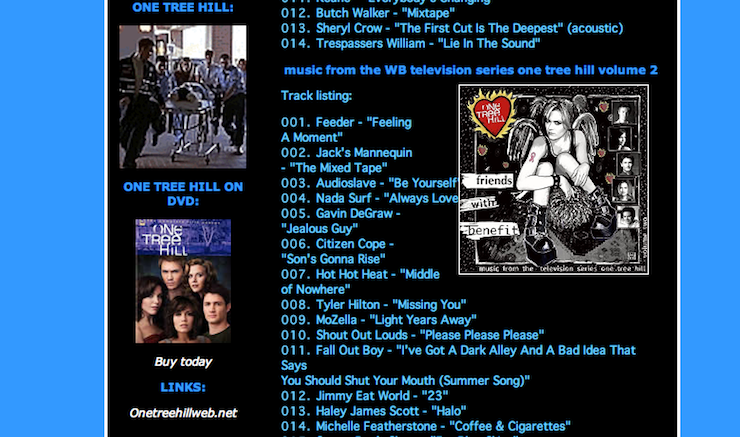 ONE TREE HILL:
012. Butch Walker - "Mixtape"
013. Sheryl Crow - "The First Cut Is The Deepest" (acoustic)
014. Trespassers William - "Lie In The Sound"
music from the WB television series one tree hill volume 2
Track listing:
001. Feeder - "Feeling
A Moment"
002. Jack's Mannequin
- "The Mixed Tape"
003. Audioslave - "Be Yourself"
004. Nada Surf - "Always Love
005. Gavin DeGraw -
"Jealous Guy"
006. Citizen Cope -
"Son's Gonna Rise"
007. Hot Hot Heat - "Middle
of Nowhere"
008. Tyler Hilton - "Missing You"
009. MoZella - "Light Years Away"
010. Shout Out Louds - "Please Please Please"
011. Fall Out Boy - "I've Got A Dark Alley And A Bad Idea That
Says
You Should Shut Your Mouth (Summer Song)"
012. Jimmy Eat World - "23"
013. Haley James Scott - "Halo"
014. Michelle Featherstone - "Coffee & Cigarettes"
ONE
TREE
HILL
friends
with
benefit
music from the television series one tree hill
ONE TREE HILL ON
DVD:
ONE
TREE
HILL
Buy today
LINKS:
Onetreehillweb.net